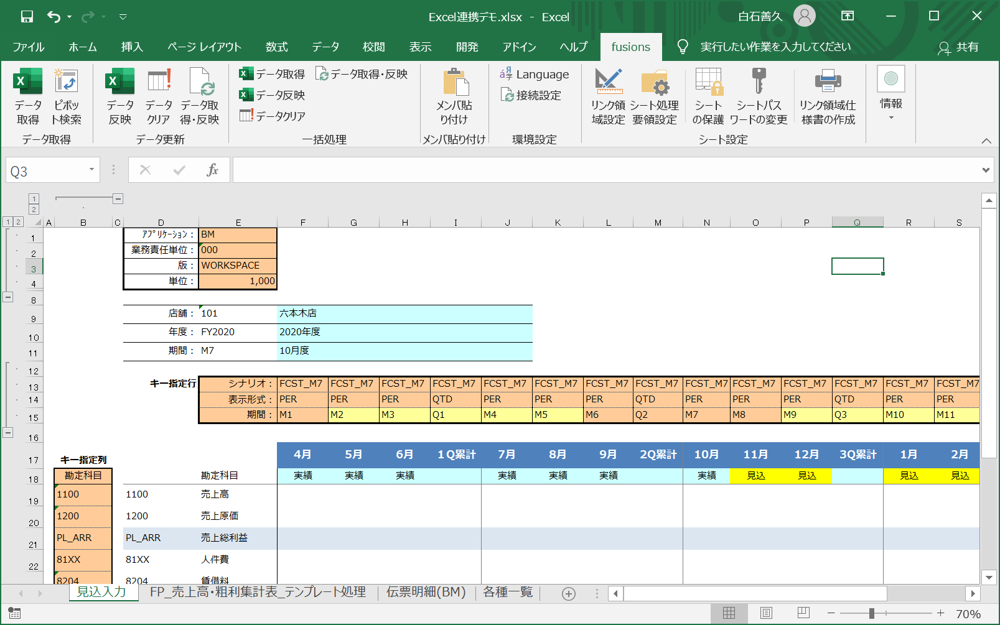 Excel連携デモ.xlsx - Excel
白石善久
ファイル ホーム 挿入 ページ レイアウト 数式 データ 校閲 表示 開発 アドイン ヘルプ fusions 実行したい作業を入力してください 共有
データ取得 ピボット検索 データ反映 データクリア データ取得・反映 データ取得 データ取得・反映 メンバ貼り付け Language リンク領域設定 シート処理要領設定 シートの保護 シートパスワードの変更 リンク領域仕様書の作成 情報
データ反映 接続設定
データクリア
データ取得 データ更新 一括処理 メンバ貼り付け 環境設定 シート設定
Q3 fx
1
2
1 2 A B C D E F G H I J K L M N O P Q R S
1 アプリケーション： BM
2 業務責任単位： 000
3 版： WORKSPACE
4 単位： 1,000
8
9 店舗： 101 六本木店
10 年度： FY2020 2020年度
11 期間： M7 10月度
12
13 キー指定行 シナリオ： FCST_M7 FCST_M7 FCST_M7 FCST_M7 FCST_M7 FCST_M7 FCST_M7 FCST_M7 FCST_M7 FCST_M7 FCST_M7 FCST_M7 FCST_M7 FCST_M7
14 表示形式： PER PER PER QTD PER PER PER QTD PER PER PER QTD PER PER
15 期間： M1 M2 M3 Q1 M4 M5 M6 Q2 M7 M8 M9 Q3 M10 M11
16
17 キー指定列 4月 5月 6月 1Q累計 7月 8月 9月 2Q累計 10月 11月 12月 3Q累計 1月 2月
18 勘定科目 勘定科目 実績 実績 実績 実績 実績 実績 実績 見込 見込 見込 見込
19 1100 1100 売上高
20 1200 1200 売上原価
21 PL_ARR PL_ARR 売上総利益
22 81XX 81XX 人件費
8204 8204 賃借料
見込入力 FP_売上高・粗利集計表_テンプレート処理 伝票明細(BM) 各種一覧
70%